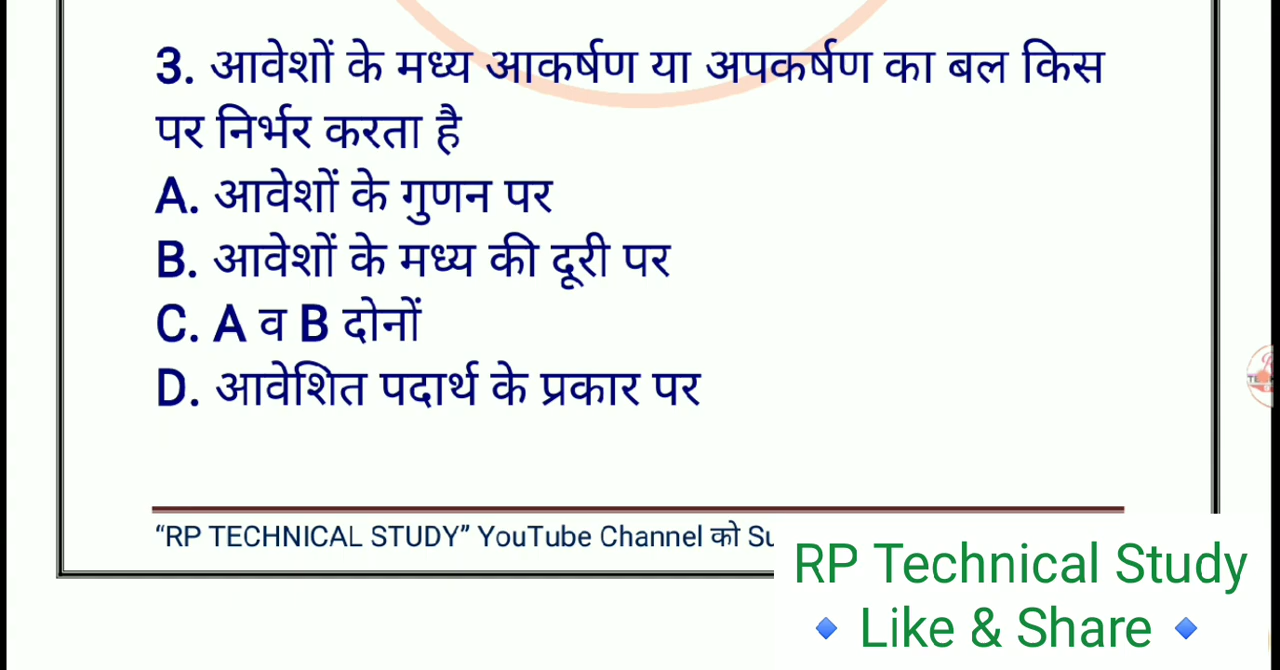 3. आवेशों के मध्य आकर्षण या अपकर्षण का बल किस
पर निर्भर करता है
A. आवेशों के गुणन पर
B. आवेशों के मध्य की दूरी पर
C. A व B दोनों
D. आवेशित पदार्थ के प्रकार पर
“RP TECHNICAL STUDY” YouTube Channel को
RP Technical Study
🔹 Like & Share 🔹